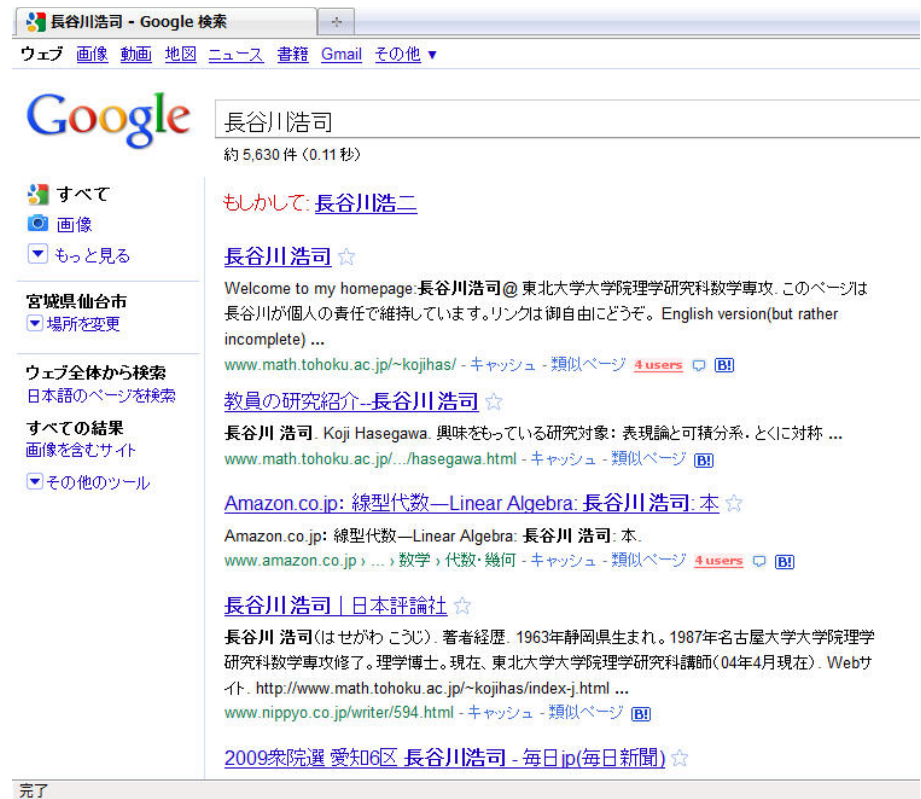 長谷川浩司 - Google 検索
ウェブ 画像 動画 地図 ニュース 書籍 Gmail その他 ▼
Google
長谷川浩司
約 5,630 件 (0.11 秒)
すべて
画像
もっと見る
宮城県仙台市
場所を変更
ウェブ全体から検索
日本語のページを検索
すべての結果
画像を含むサイト
その他のツール
もしかして: 長谷川浩二
長谷川浩司 ☆
Welcome to my homepage:長谷川浩司@ 東北大学大学院理学研究科数学専攻. このページは
長谷川が個人の責任で維持しています。リンクは御自由にどうぞ。 English version(but rather
incomplete) ...
www.math.tohoku.ac.jp/~kojihas/ - キャッシュ - 類似ページ 4 users B!
教員の研究紹介--長谷川 浩司 ☆
長谷川 浩司. Koji Hasegawa. 興味をもっている研究対象: 表現論と可積分系・とくに対称 ...
www.math.tohoku.ac.jp/.../hasegawa.html - キャッシュ - 類似ページ B!
Amazon.co.jp: 線型代数―Linear Algebra: 長谷川 浩司: 本 ☆
Amazon.co.jp: 線型代数―Linear Algebra: 長谷川 浩司: 本.
www.amazon.co.jp › ... › 数学 › 代数・幾何 - キャッシュ - 類似ページ 4 users B!
長谷川 浩司｜日本評論社 ☆
長谷川 浩司(はせがわ こうじ). 著者経歴. 1963年静岡県生まれ。1987年名古屋大学大学院理学
研究科数学専攻修了。理学博士。現在、東北大学大学院理学研究科講師(04年4月現在). Webサ
イト. http://www.math.tohoku.ac.jp/~kojihas/index-j.html ...
www.nippyo.co.jp/writer/594.html - キャッシュ - 類似ページ B!
2009衆院選 愛知6区 長谷川浩司 - 毎日jp(毎日新聞) ☆
完了